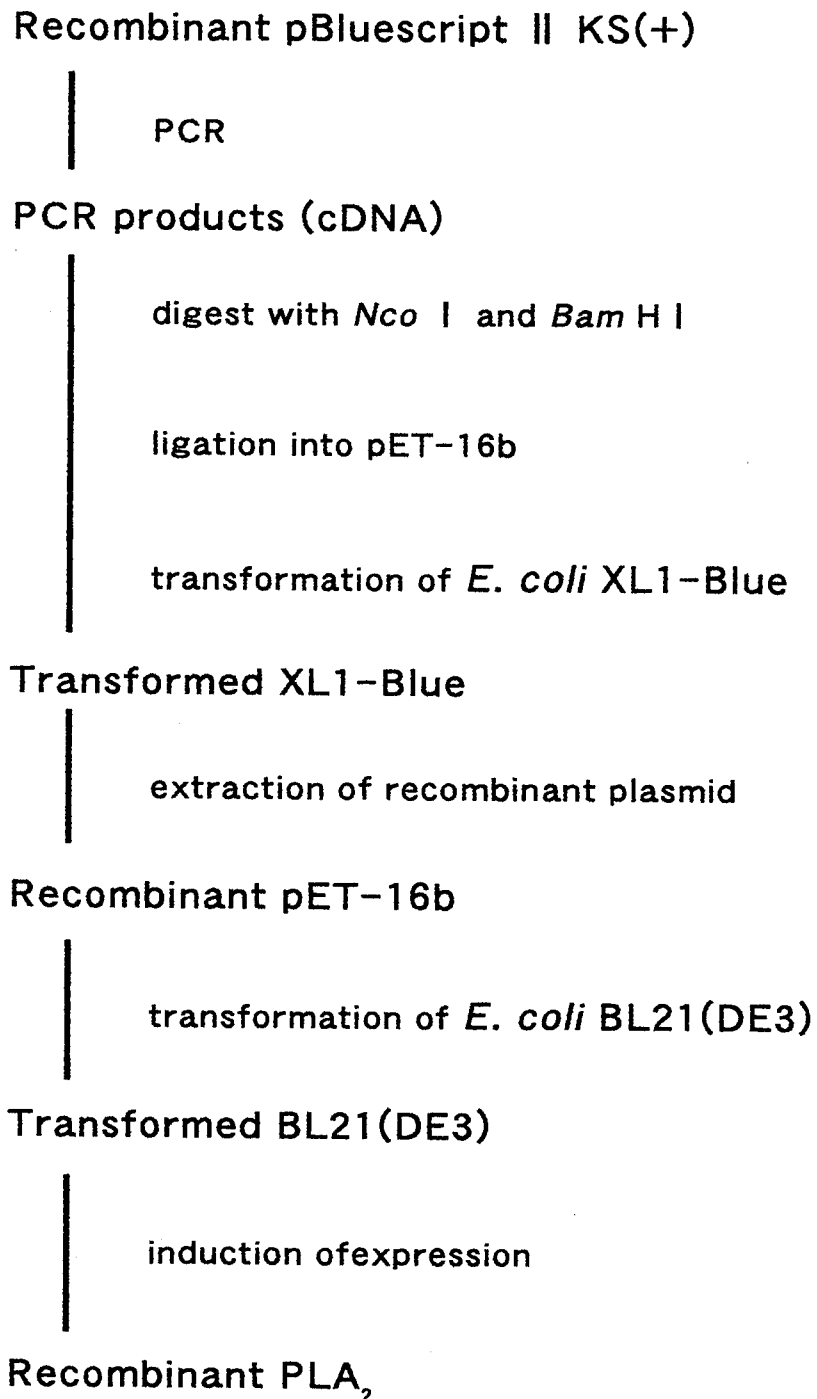 Recombinant pBluescript II KS(+)
PCR
PCR products (cDNA)
digest with Nco I and Bam H I
ligation into pET-16b
transformation of E. coli XL1-Blue
Transformed XL1-Blue
extraction of recombinant plasmid
Recombinant pET-16b
transformation of E. coli BL21(DE3)
Transformed BL21(DE3)
induction ofexpression
Recombinant PLA₂